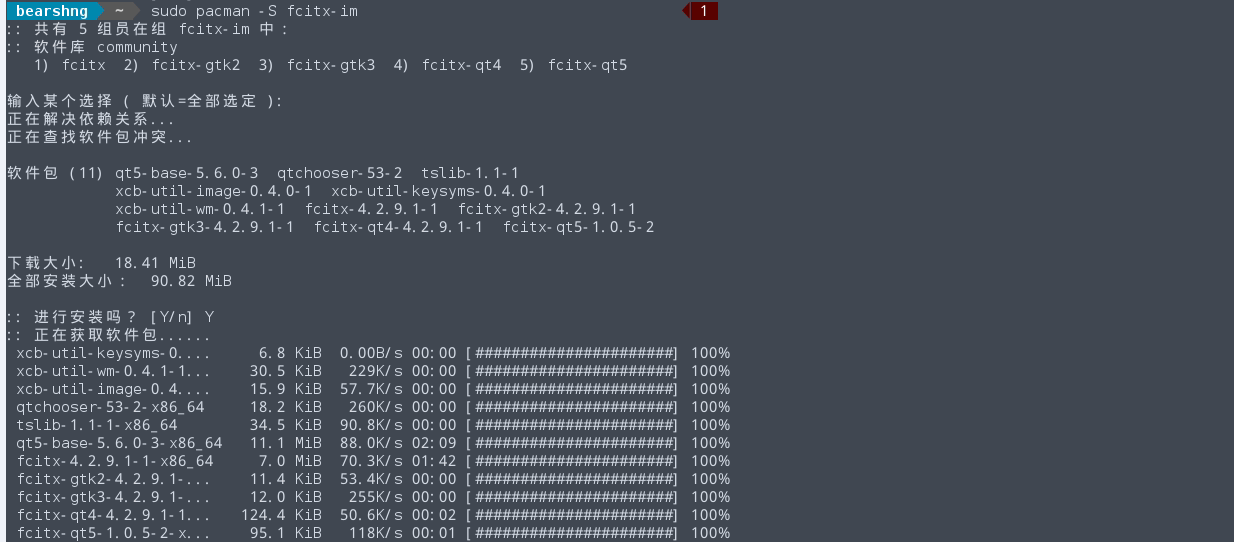 bearshng ~ sudo pacman -S fcitx-im 1
:: 共有 5 组员在组 fcitx-im 中：
:: 软件库 community
1) fcitx 2) fcitx-gtk2 3) fcitx-gtk3 4) fcitx-qt4 5) fcitx-qt5
输入某个选择 ( 默认=全部选定 ):
正在解决依赖关系...
正在查找软件包冲突...
软件包 (11) qt5-base-5.6.0-3 qtchooser-53-2 tslib-1.1-1
xcb-util-image-0.4.0-1 xcb-util-keysyms-0.4.0-1
xcb-util-wm-0.4.1-1 fcitx-4.2.9.1-1 fcitx-gtk2-4.2.9.1-1
fcitx-gtk3-4.2.9.1-1 fcitx-qt4-4.2.9.1-1 fcitx-qt5-1.0.5-2
下载大小: 18.41 MiB
全部安装大小： 90.82 MiB
:: 进行安装吗？ [Y/n] Y
:: 正在获取软件包......
xcb-util-keysyms-0.... 6.8 KiB 0.00B/s 00:00 [######################] 100%
xcb-util-wm-0.4.1-1... 30.5 KiB 229K/s 00:00 [######################] 100%
xcb-util-image-0.4.... 15.9 KiB 57.7K/s 00:00 [######################] 100%
qtchooser-53-2-x86_64 18.2 KiB 260K/s 00:00 [######################] 100%
tslib-1.1-1-x86_64 34.5 KiB 90.8K/s 00:00 [######################] 100%
qt5-base-5.6.0-3-x86_64 11.1 MiB 88.0K/s 02:09 [######################] 100%
fcitx-4.2.9.1-1-x86_64 7.0 MiB 70.3K/s 01:42 [######################] 100%
fcitx-gtk2-4.2.9.1-... 11.4 KiB 53.4K/s 00:00 [######################] 100%
fcitx-gtk3-4.2.9.1-... 12.0 KiB 255K/s 00:00 [######################] 100%
fcitx-qt4-4.2.9.1-1... 124.4 KiB 50.6K/s 00:02 [######################] 100%
fcitx-qt5-1.0.5-2-x... 95.1 KiB 118K/s 00:01 [######################] 100%